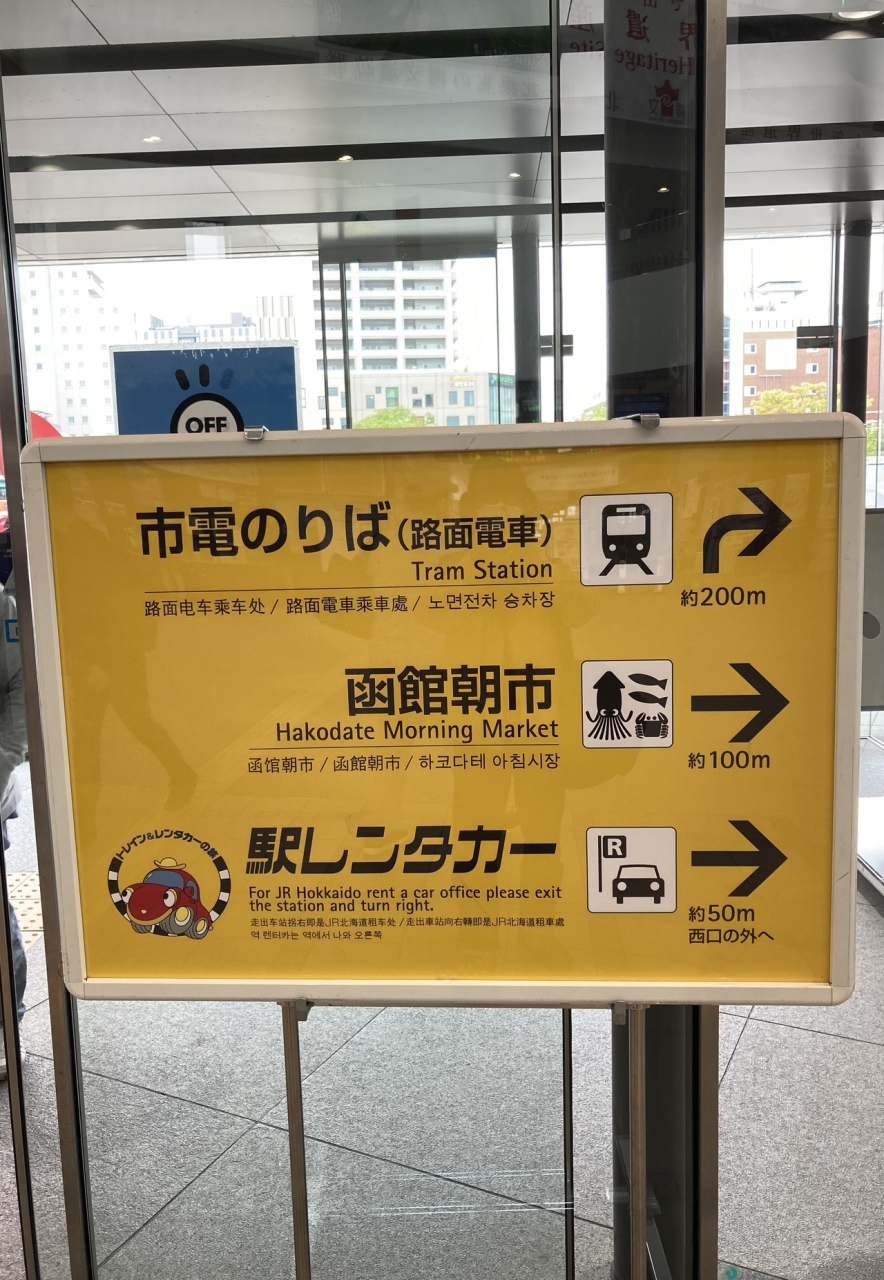 界遺産
Heritage Site
OFF
市電のりば(路面電車)
Tram Station
路面电车乘车处 / 路面電車乘車處 / 노면전차 승차장
約200m
函館朝市
Hakodate Morning Market
函馆朝市 / 函館朝市 / 하코다테 아침시장
約100m
トレイン&レンタカーの旅
駅レンタカー
For JR Hokkaido rent a car office please exit
the station and turn right.
走出车站拐右即是JR北海道租车处 / 走出車站向右轉即是JR北海道租車處
역 렌터카는 역에서 나와 오른쪽
R
約50m
西口の外へ